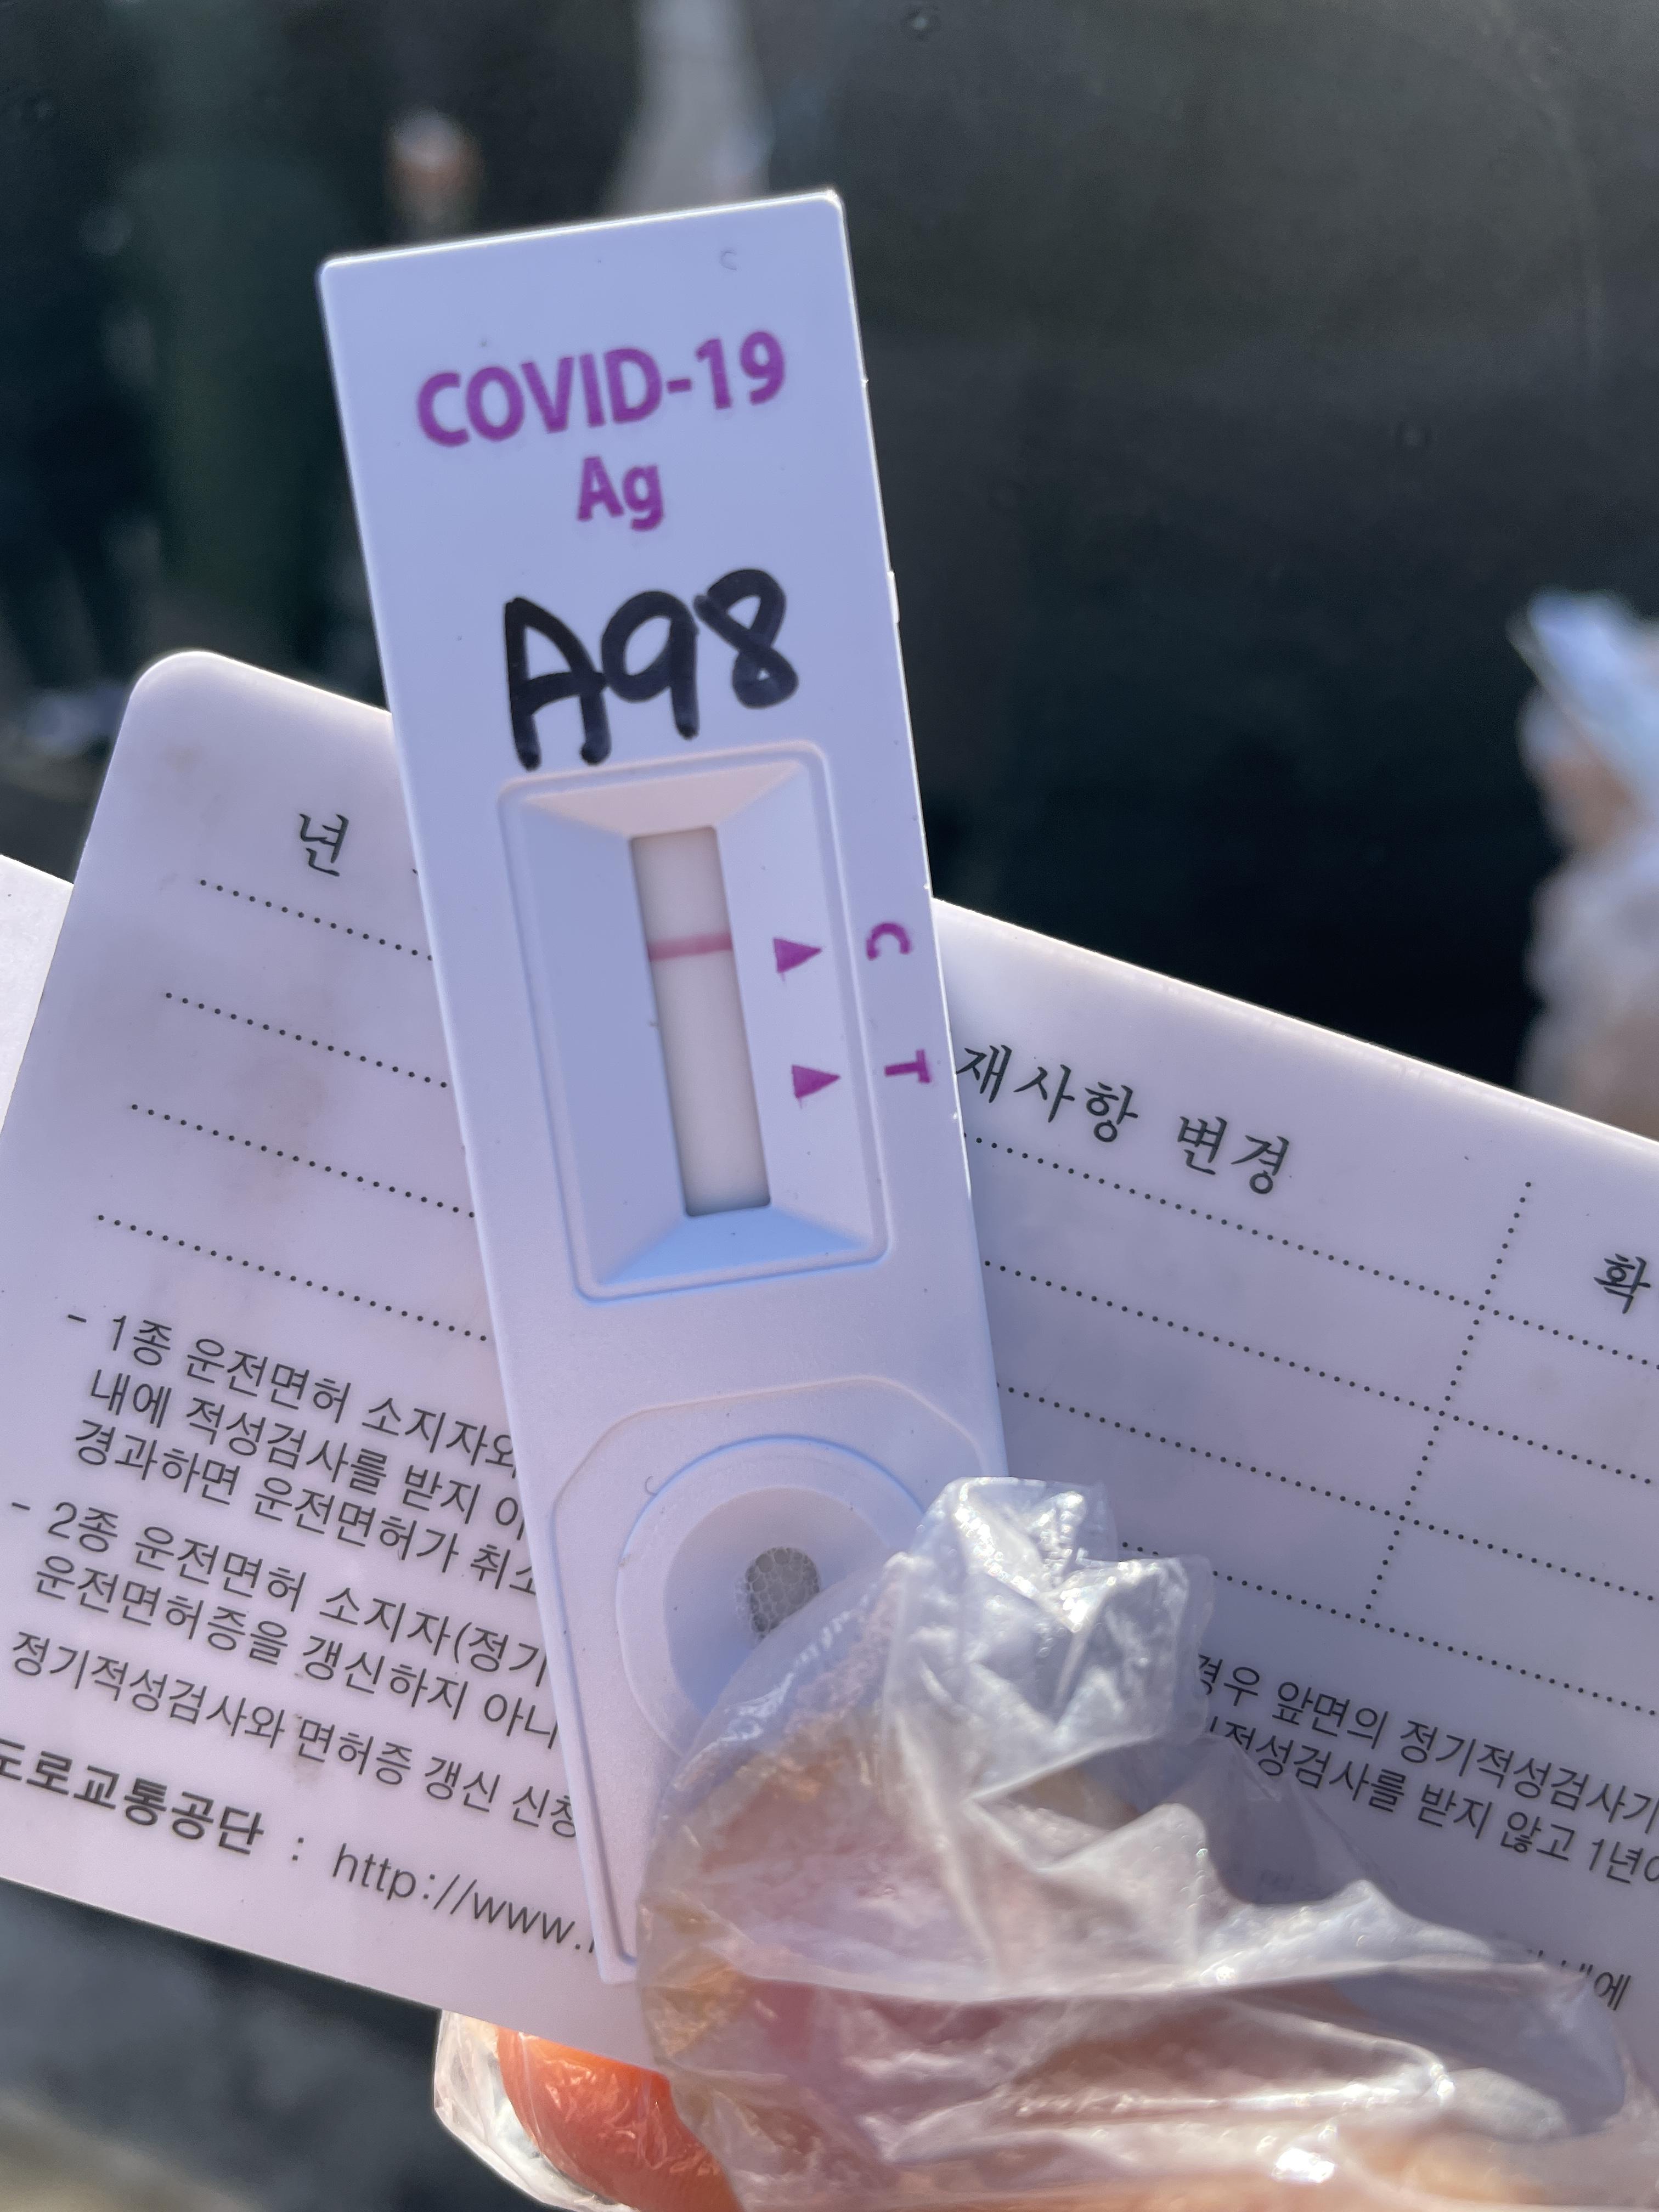 COVID-19
Ag
A98
C
T
년
재사항 변경
확
- 1종 운전면허 소지자와
내에 적성검사를 받지 아
경과하면 운전면허가 취소
- 2종 운전면허 소지자(정기
운전면허증을 갱신하지 아니
정기적성검사와 면허증 갱신 신청
도로교통공단 : http://www.
경우 앞면의 정기적성검사기
적성검사를 받지 않고 1년이
내에